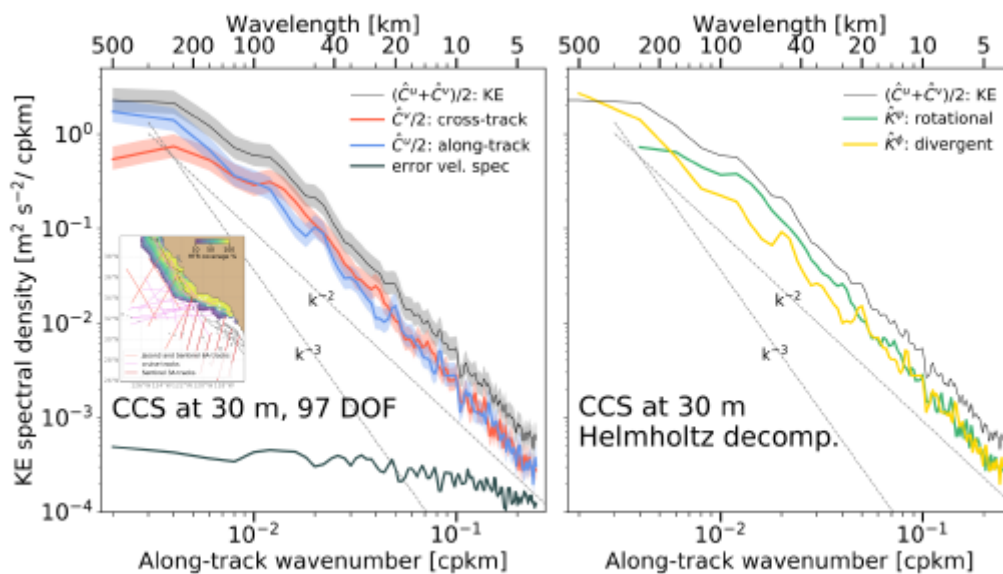 Wavelength [km]
500 200 100 40 20 10 5
(Ĉᵘ+Ĉᵛ)/2: KE
Ĉᵛ/2: cross-track
Ĉᵘ/2: along-track
error vel. spec
KE spectral density [m² s⁻²/ cpkm]
10⁰
10⁻¹
10⁻²
10⁻³
10⁻⁴
k⁻²
k⁻³
CCS at 30 m, 97 DOF
10⁻² 10⁻¹
Along-track wavenumber [cpkm]
Wavelength [km]
500 200 100 40 20 10 5
(Ĉᵘ+Ĉᵛ)/2: KE
K̂ᵠ: rotational
K̂ᶲ: divergent
k⁻²
k⁻³
CCS at 30 m
Helmholtz decomp.
10⁻² 10⁻¹
Along-track wavenumber [cpkm]